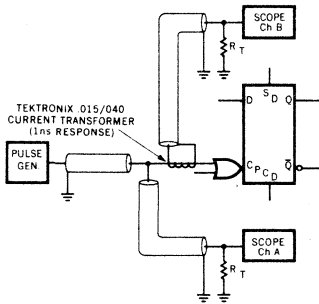 SCOPE
Ch B
R T
TEKTRONIX .015/040
CURRENT TRANSFORMER
(1ns RESPONSE)
S D
D
Q
PULSE
GEN.
C P
C D
Q̅
SCOPE
Ch A
R T